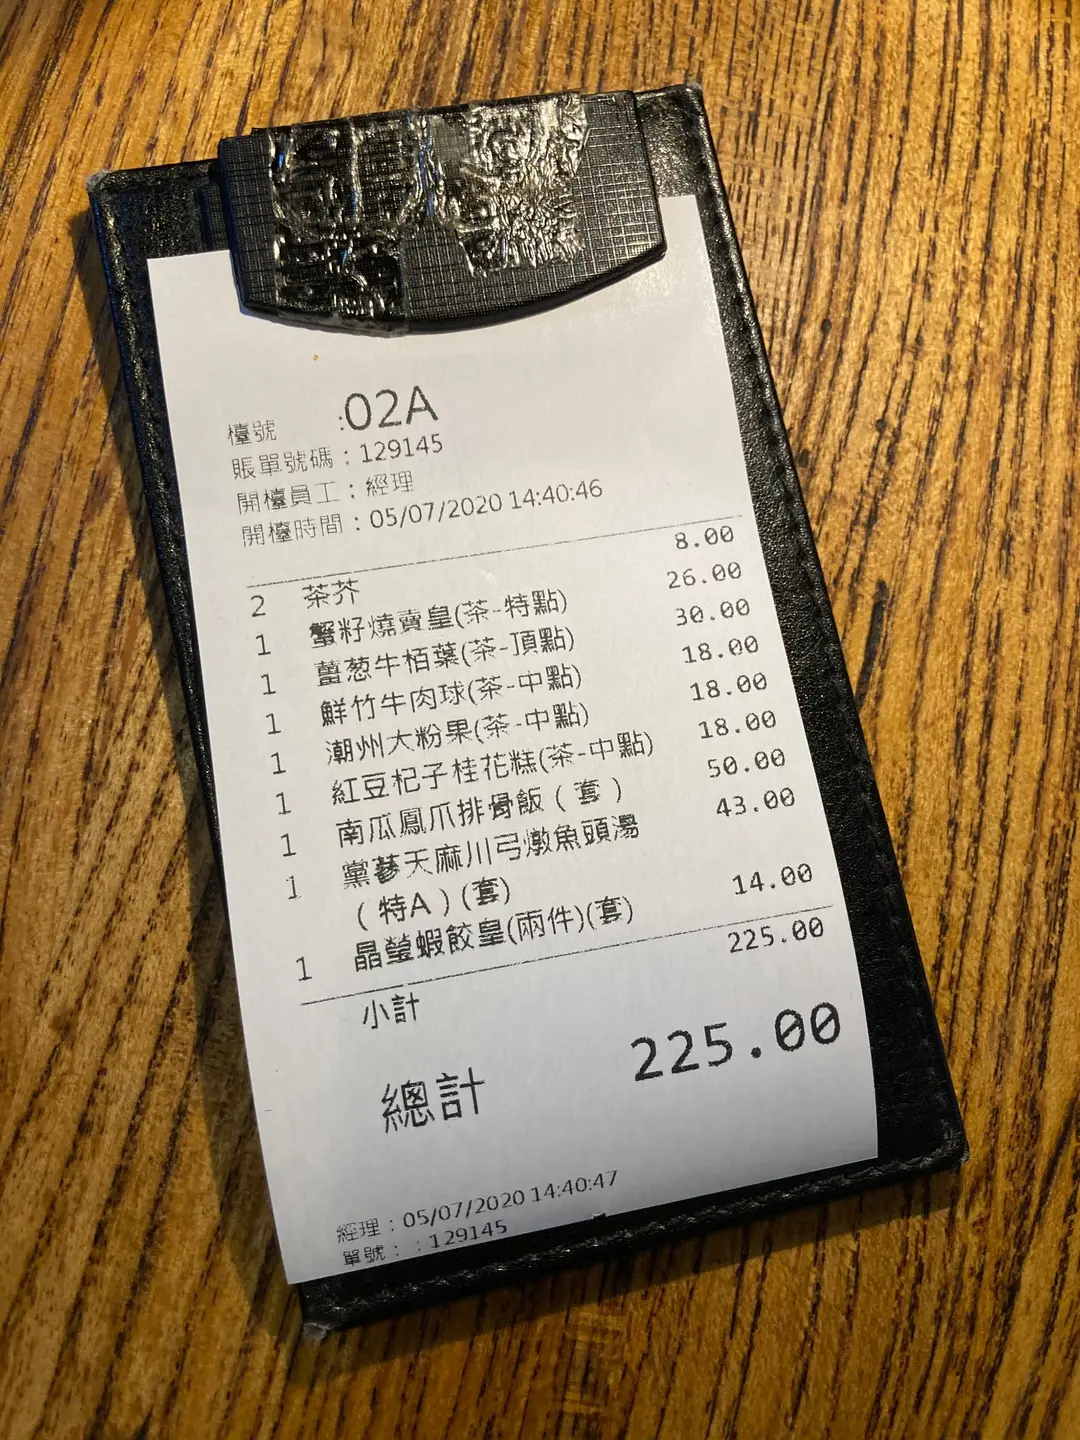 檯號 :02A
賬單號碼：129145
開檯員工：經理
開檯時間：05/07/2020 14:40:46
2 茶芥 8.00
1 蟹籽燒賣皇(茶-特點) 26.00
1 薑葱牛栢葉(茶-頂點) 30.00
1 鮮竹牛肉球(茶-中點) 18.00
1 潮州大粉果(茶-中點) 18.00
1 紅豆杞子桂花糕(茶-中點) 18.00
1 南瓜鳳爪排骨飯（套） 50.00
1 黨蔘天麻川弓燉魚頭湯 43.00
（特A）(套)
1 晶瑩蝦餃皇(兩件)(套) 14.00
小計 225.00
總計 225.00
經理：05/07/2020 14:40:47
單號：：129145